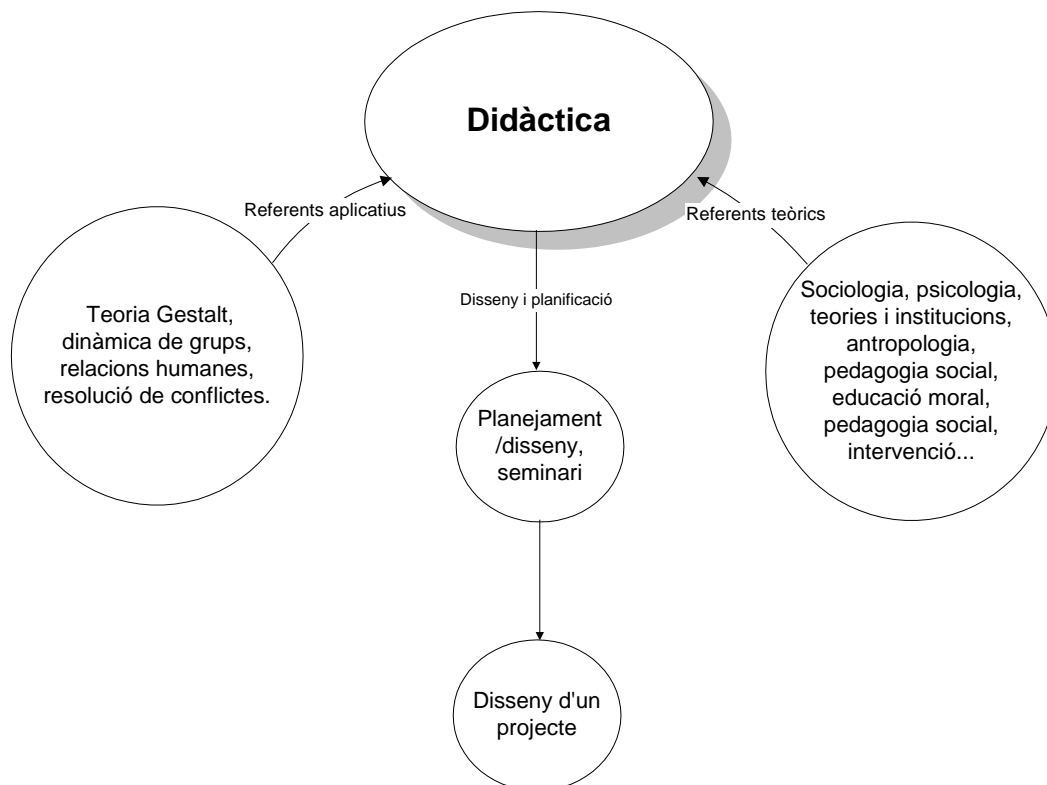 Didàctica
Referents aplicatius
Referents teòrics
Teoria Gestalt,
dinàmica de grups,
relacions humanes,
resolució de conflictes.
Disseny i planificació
Sociologia, psicologia,
teories i institucions,
antropologia,
pedagogia social,
educació moral,
pedagogia social,
intervenció...
Planejament
/disseny,
seminari
Disseny d'un
projecte